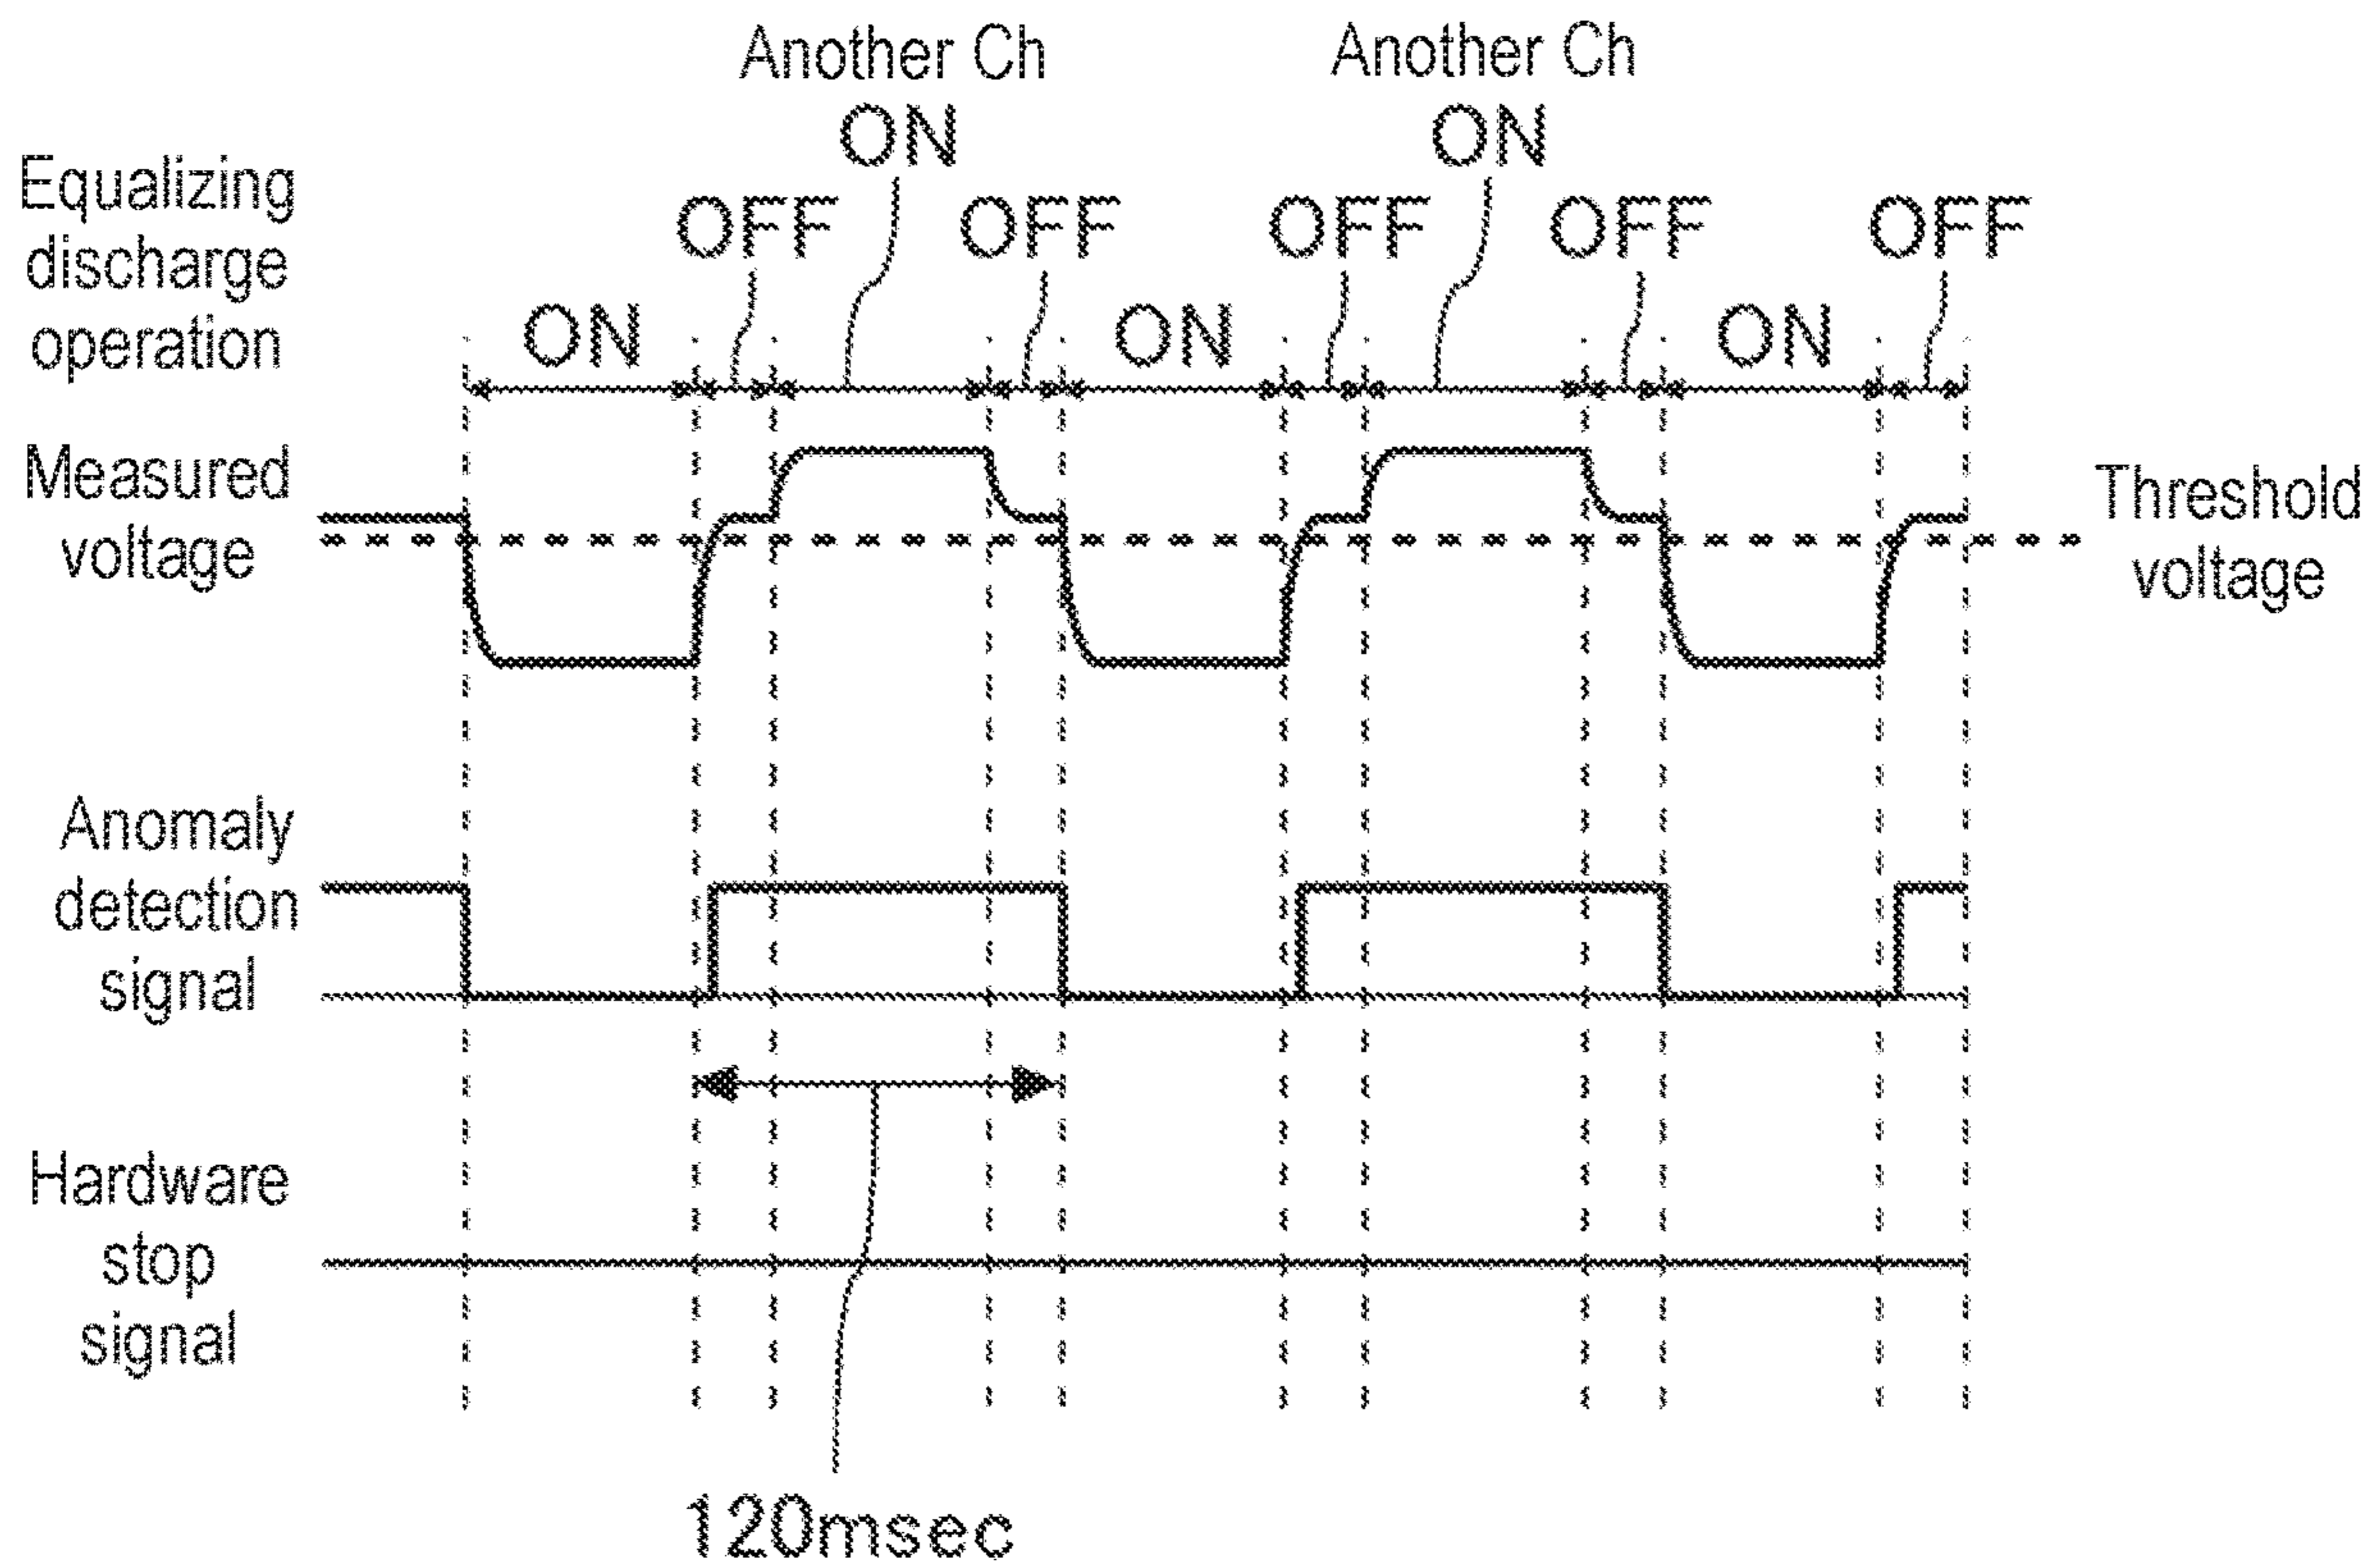 Another Ch
ON
Another Ch
ON
Equalizing
discharge
operation
OFF
OFF
OFF
OFF
OFF
ON
ON
ON
Measured
voltage
Threshold
voltage
Anomaly
detection
signal
Hardware
stop
signal
120msec